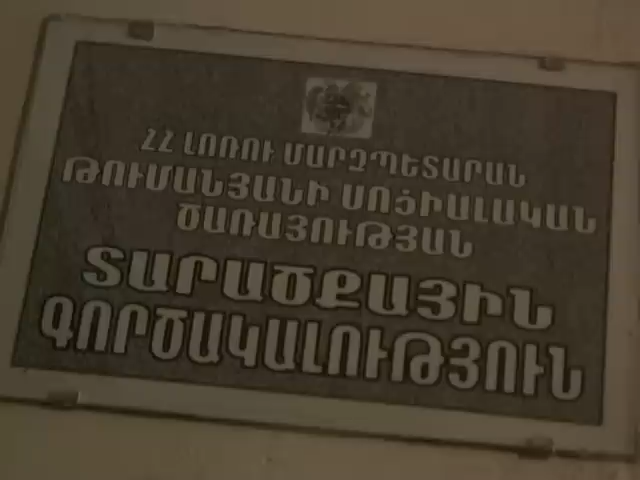 ՀՀ ԼՈՌՈՒ ՄԱՐԶՊԵՏԱՐԱՆ
ԹՈՒՄԱՆՅԱՆԻ ՍՈՑԻԱԼԱԿԱՆ
ԾԱՌԱՅՈՒԹՅԱՆ
ՏԱՐԱԾՔԱՅԻՆ
ԳՈՐԾԱԿԱԼՈՒԹՅՈՒՆ